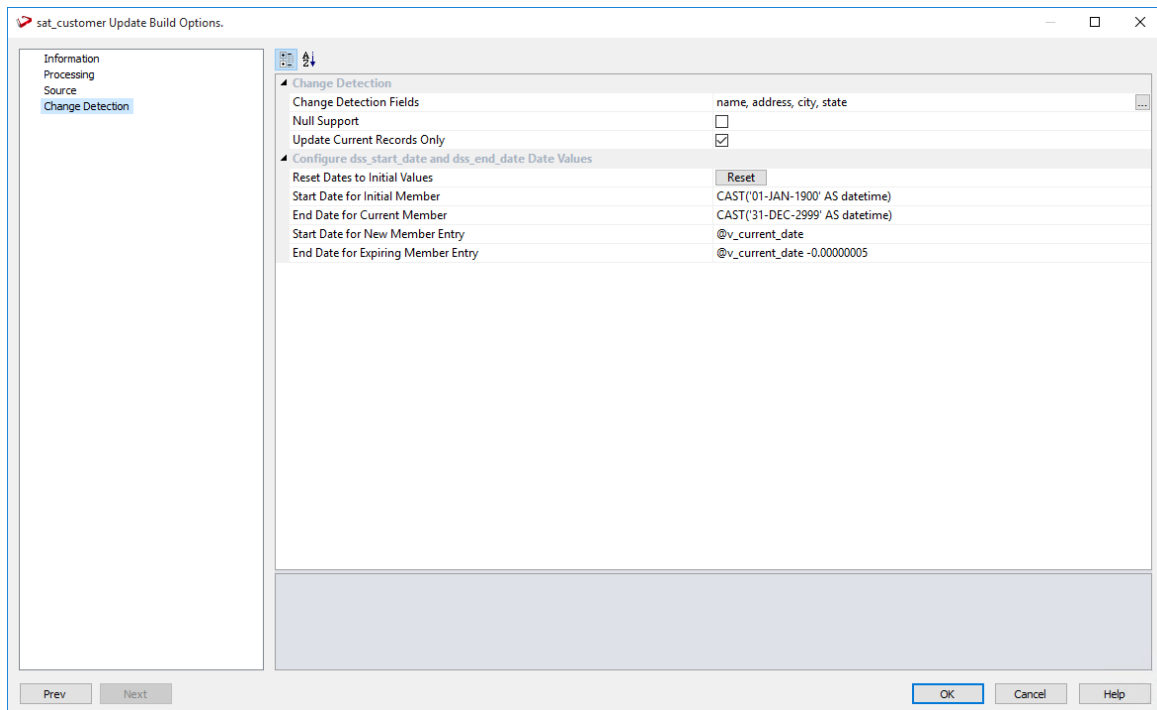 sat_customer Update Build Options.
Information
Processing
Source
Change Detection
Change Detection
Change Detection Fields name, address, city, state ...
Null Support
Update Current Records Only
Configure dss_start_date and dss_end_date Date Values
Reset Dates to Initial Values Reset
Start Date for Initial Member CAST('01-JAN-1900' AS datetime)
End Date for Current Member CAST('31-DEC-2999' AS datetime)
Start Date for New Member Entry @v_current_date
End Date for Expiring Member Entry @v_current_date -0.00000005
Prev Next OK Cancel Help